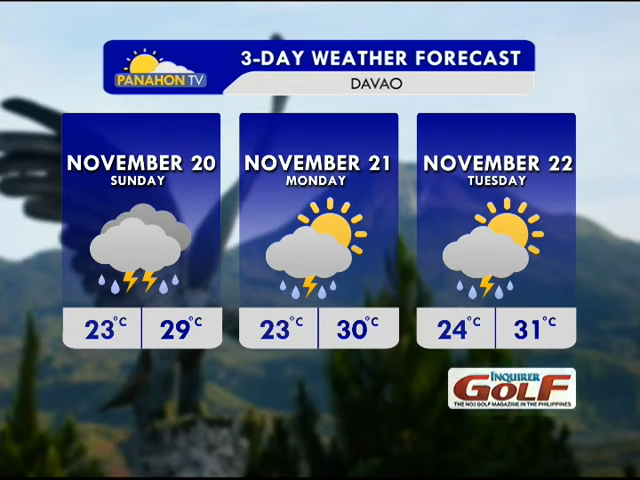 PANAHON TV
3-DAY WEATHER FORECAST
DAVAO
NOVEMBER 20
SUNDAY
23°C
29°C
NOVEMBER 21
MONDAY
23°C
30°C
NOVEMBER 22
TUESDAY
24°C
31°C
INQUIRER
GOLF
THE NO.1 GOLF MAGAZINE IN THE PHILIPPINES